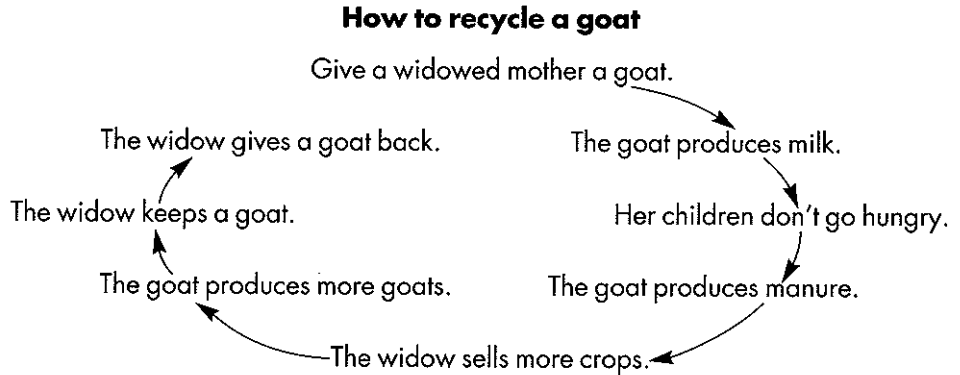 How to recycle a goat
Give a widowed mother a goat.
The goat produces milk.
Her children don't go hungry.
The goat produces manure.
The widow sells more crops.
The goat produces more goats.
The widow keeps a goat.
The widow gives a goat back.